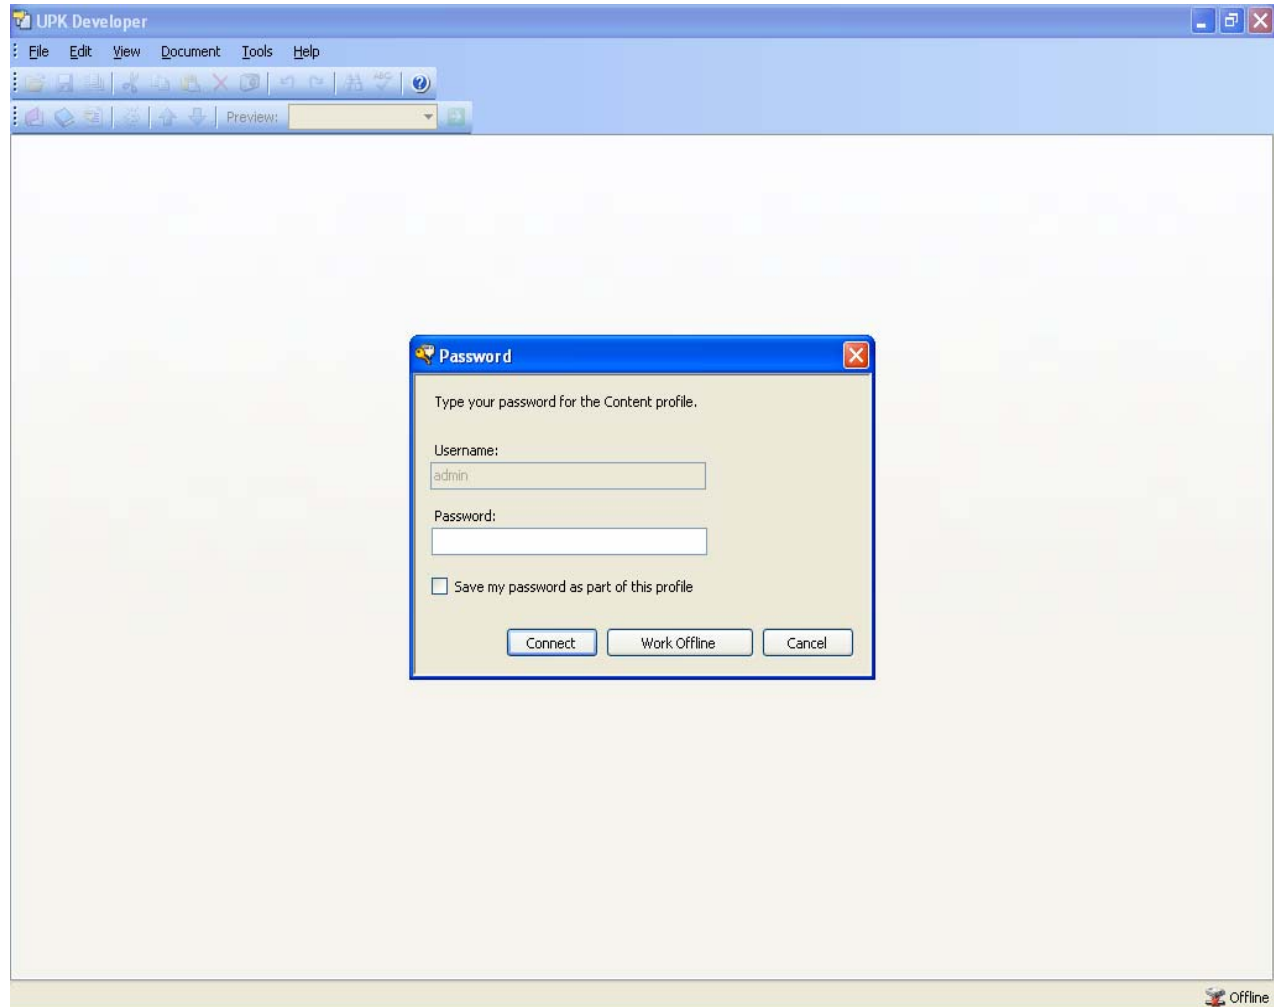 UPK Developer
File Edit View Document Tools Help
Preview:
Password
Type your password for the Content profile.
Username:
admin
Password:
Save my password as part of this profile
Connect Work Offline Cancel
Offline